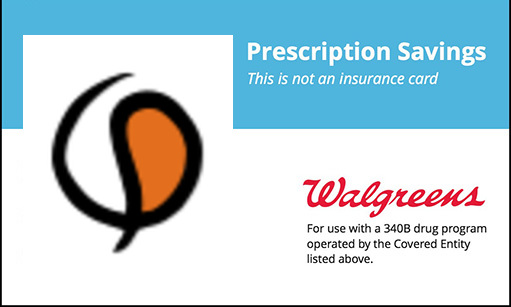 Prescription Savings
This is not an insurance card
Walgreens
For use with a 340B drug program
operated by the Covered Entity
listed above.